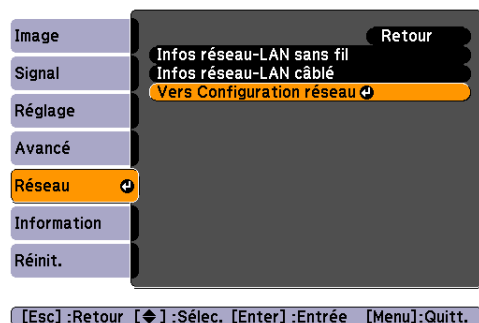 Image
Signal
Réglage
Avancé
Réseau
Information
Réinit.
Retour
Infos réseau-LAN sans fil
Infos réseau-LAN câblé
Vers Configuration réseau
[Esc] :Retour [◆] :Sélec. [Enter] :Entrée [Menu]:Quitt.